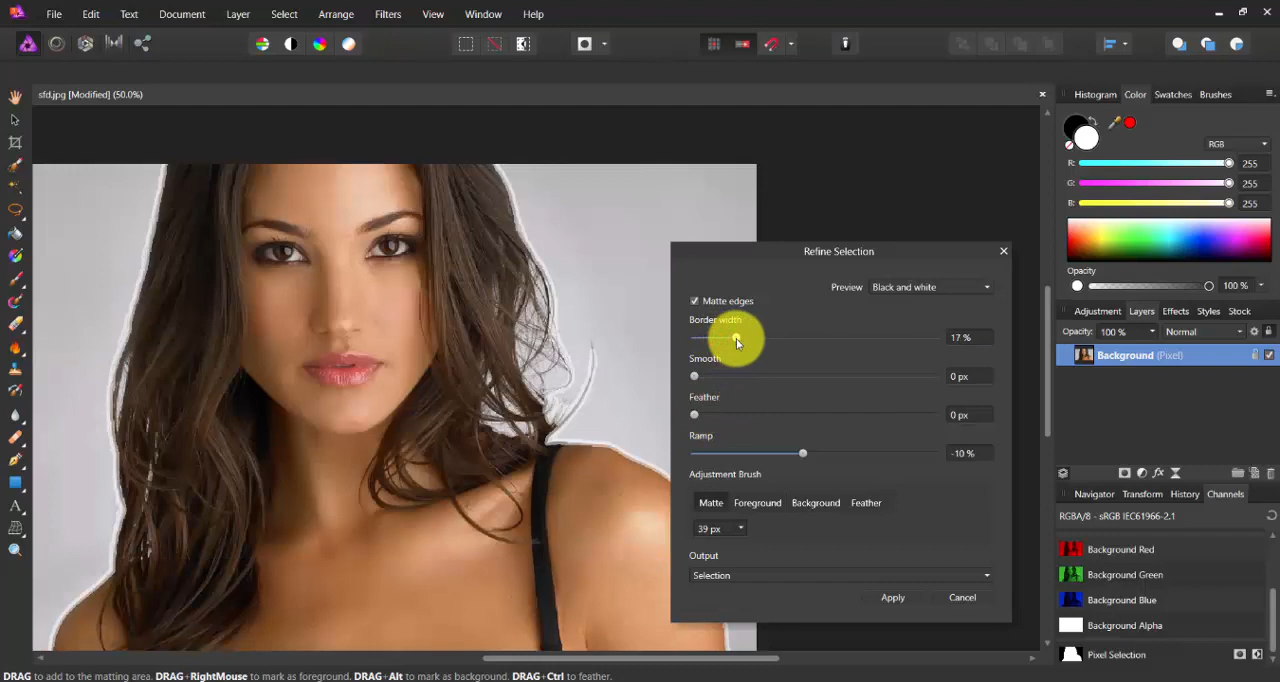 File Edit Text Document Layer Select Arrange Filters View Window Help
sfd.jpg [Modified] (50.0%)
Histogram Color Swatches Brushes
RGB
R: 255
G: 255
B: 255
Opacity
100 %
Adjustment Layers Effects Styles Stock
Opacity: 100 % Normal
Background (Pixel)
Refine Selection
Preview Black and white
Matte edges
Border width
17 %
Smooth
0 px
Feather
0 px
Ramp
-10 %
Adjustment Brush
Matte Foreground Background Feather
39 px
Output
Selection
Apply Cancel
Navigator Transform History Channels
RGBA/8 - sRGB IEC61966-2.1
Background Red
Background Green
Background Blue
Background Alpha
Pixel Selection
DRAG to add to the matting area. DRAG+RightMouse to mark as foreground. DRAG+Alt to mark as background. DRAG+Ctrl to feather.